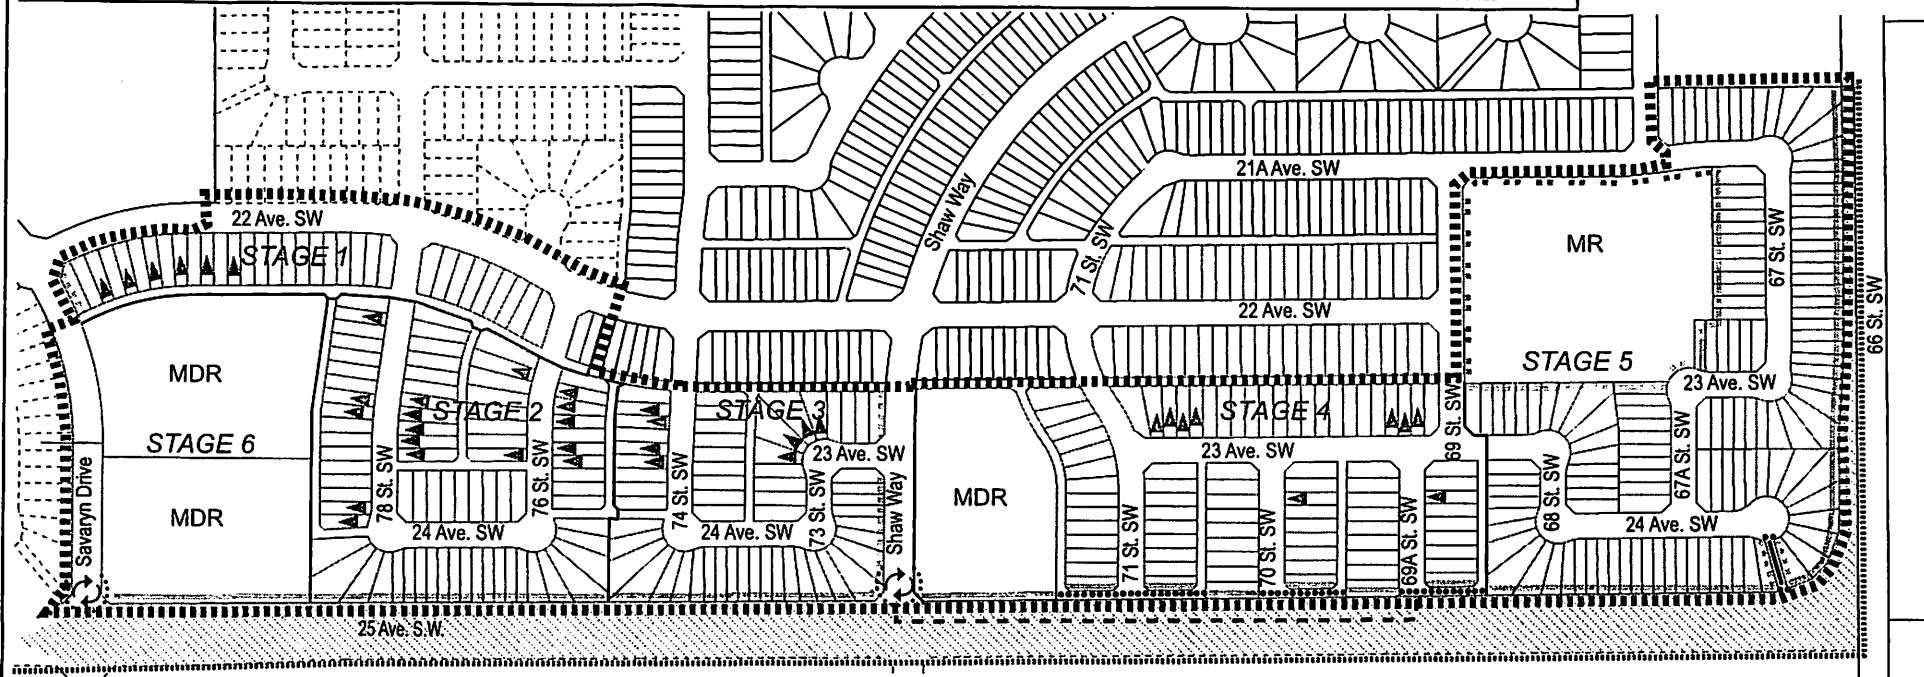 21A Ave. SW
22 Ave. SW
STAGE 1
Shaw Way
71 St. SW
MR
67 St. SW
66 St. SW
22 Ave. SW
MDR
STAGE 5
23 Ave. SW
STAGE 2
STAGE 3
STAGE 4
69 St. SW
STAGE 6
23 Ave. SW
23 Ave. SW
Savaryn Drive
78 St. SW
76 St. SW
74 St. SW
73 St. SW
Shaw Way
MDR
68 St. SW
67A St. SW
MDR
24 Ave. SW
24 Ave. SW
71 St. SW
70 St. SW
69A St. SW
24 Ave. SW
25 Ave. S.W.